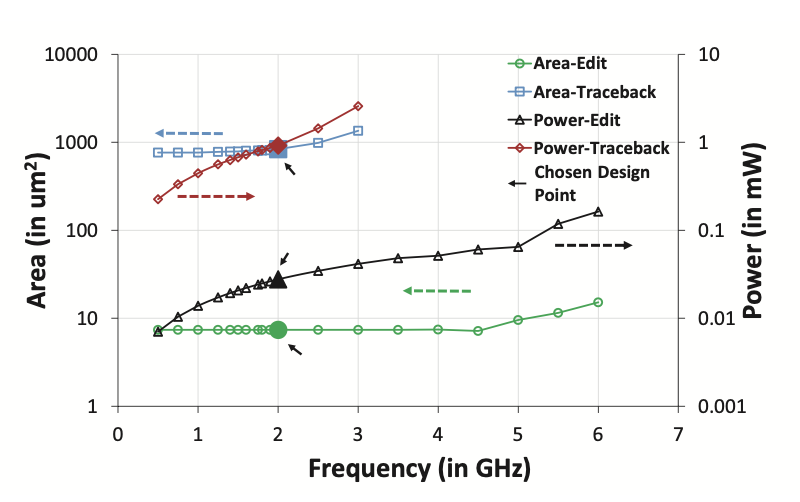 10000
1000
100
10
1
Area (in um²)
10
1
0.1
0.01
0.001
Power (in mW)
Area-Edit
Area-Traceback
Power-Edit
Power-Traceback
Chosen Design
Point
0 1 2 3 4 5 6 7
Frequency (in GHz)